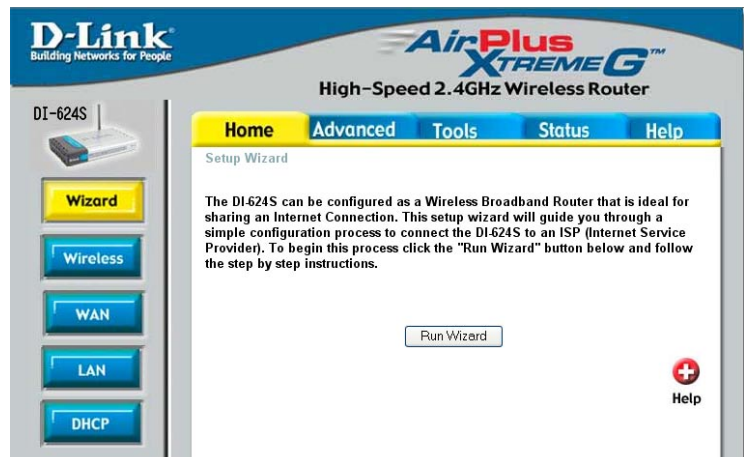 D-Link
Building Networks for People
AirPlus
XTREME G™
High-Speed 2.4GHz Wireless Router
DI-624S
Home Advanced Tools Status Help
Setup Wizard
Wizard
Wireless
WAN
LAN
DHCP
The DI-624S can be configured as a Wireless Broadband Router that is ideal for
sharing an Internet Connection. This setup wizard will guide you through a
simple configuration process to connect the DI-624S to an ISP (Internet Service
Provider). To begin this process click the "Run Wizard" button below and follow
the step by step instructions.
Run Wizard
Help